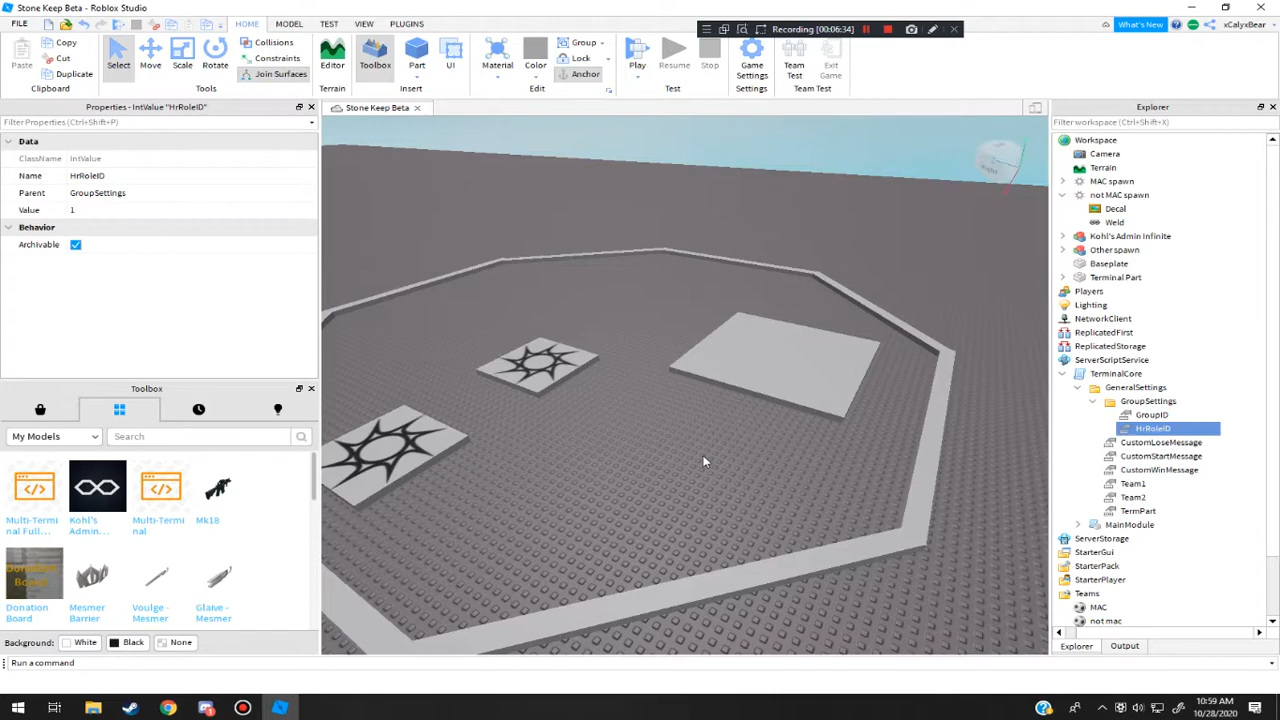 Stone Keep Beta - Roblox Studio
FILE HOME MODEL TEST VIEW PLUGINS
Recording [00:06:34]
What's New
xCalyxBear
Paste
Copy
Cut
Duplicate
Clipboard
Select Move Scale Rotate
Collisions
Constraints
Join Surfaces
Tools
Editor
Terrain
Toolbox Part UI
Insert
Material Color
Group
Lock
Anchor
Edit
Play Resume Stop
Test
Game Settings
Settings
Team Test
Exit Game
Team Test
Properties - IntValue "HrRoleID"
Filter Properties (Ctrl+Shift+P)
Data
ClassName IntValue
Name HrRoleID
Parent GroupSettings
Value 1
Behavior
Archivable
Toolbox
My Models
Search
Multi-Terminal Full...
Kohl's Admin...
Multi-Terminal
Mk18
Donation Board
Donation Board
Mesmer Barrier
Voulge - Mesmer
Glaive - Mesmer
Background: White Black None
Run a command
Stone Keep Beta
Explorer
Filter workspace (Ctrl+Shift+X)
Workspace
Camera
Terrain
MAC spawn
not MAC spawn
Decal
Weld
Kohl's Admin Infinite
Other spawn
Baseplate
Terminal Part
Players
Lighting
NetworkClient
ReplicatedFirst
ReplicatedStorage
ServerScriptService
TerminalCore
GeneralSettings
GroupSettings
GroupID
HrRoleID
CustomLoseMessage
CustomStartMessage
CustomWinMessage
Team1
Team2
TermPart
MainModule
ServerStorage
StarterGui
StarterPack
StarterPlayer
Teams
MAC
not mac
Explorer Output
10:59 AM
10/28/2020